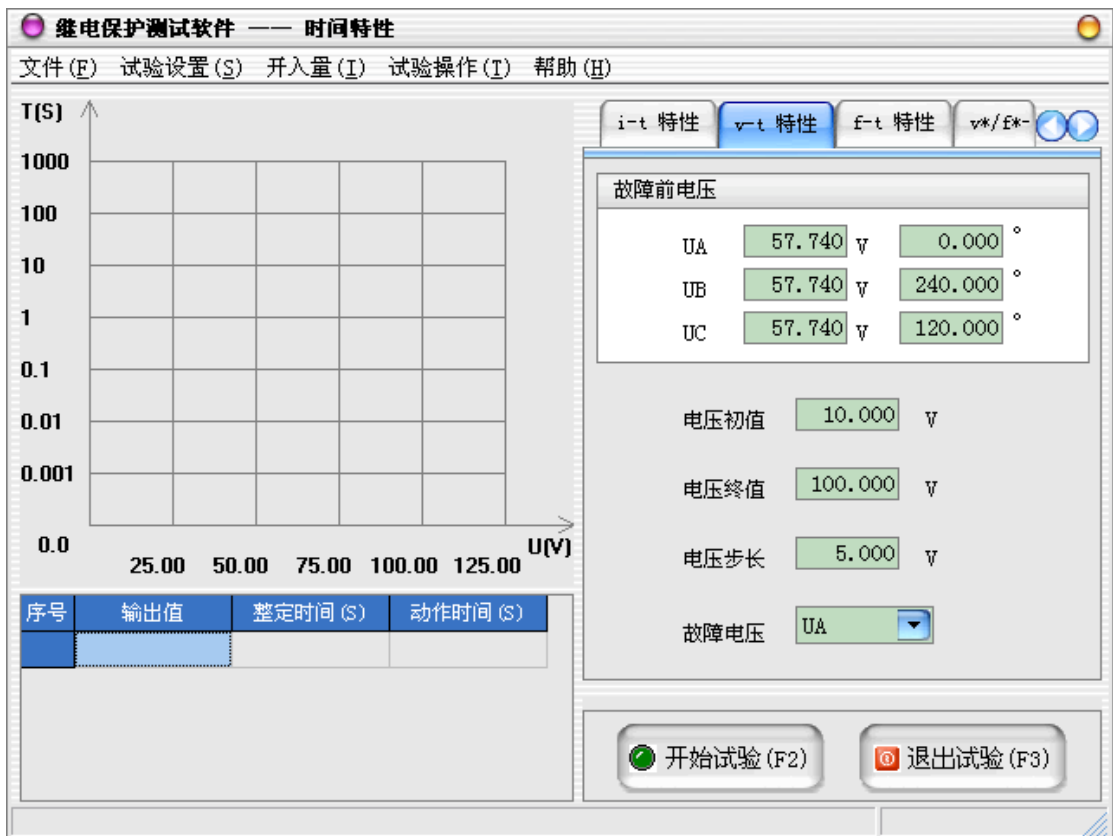 继电保护测试软件 —— 时间特性
文件(F) 试验设置(S) 开入量(I) 试验操作(T) 帮助(H)
T(S)
1000
100
10
1
0.1
0.01
0.001
0.0
25.00 50.00 75.00 100.00 125.00
U(V)
序号 输出值 整定时间(S) 动作时间(S)
i-t 特性 v-t 特性 f-t 特性 v*/f*-
故障前电压
UA 57.740 V 0.000 °
UB 57.740 V 240.000 °
UC 57.740 V 120.000 °
电压初值 10.000 V
电压终值 100.000 V
电压步长 5.000 V
故障电压 UA
开始试验(F2) 退出试验(F3)